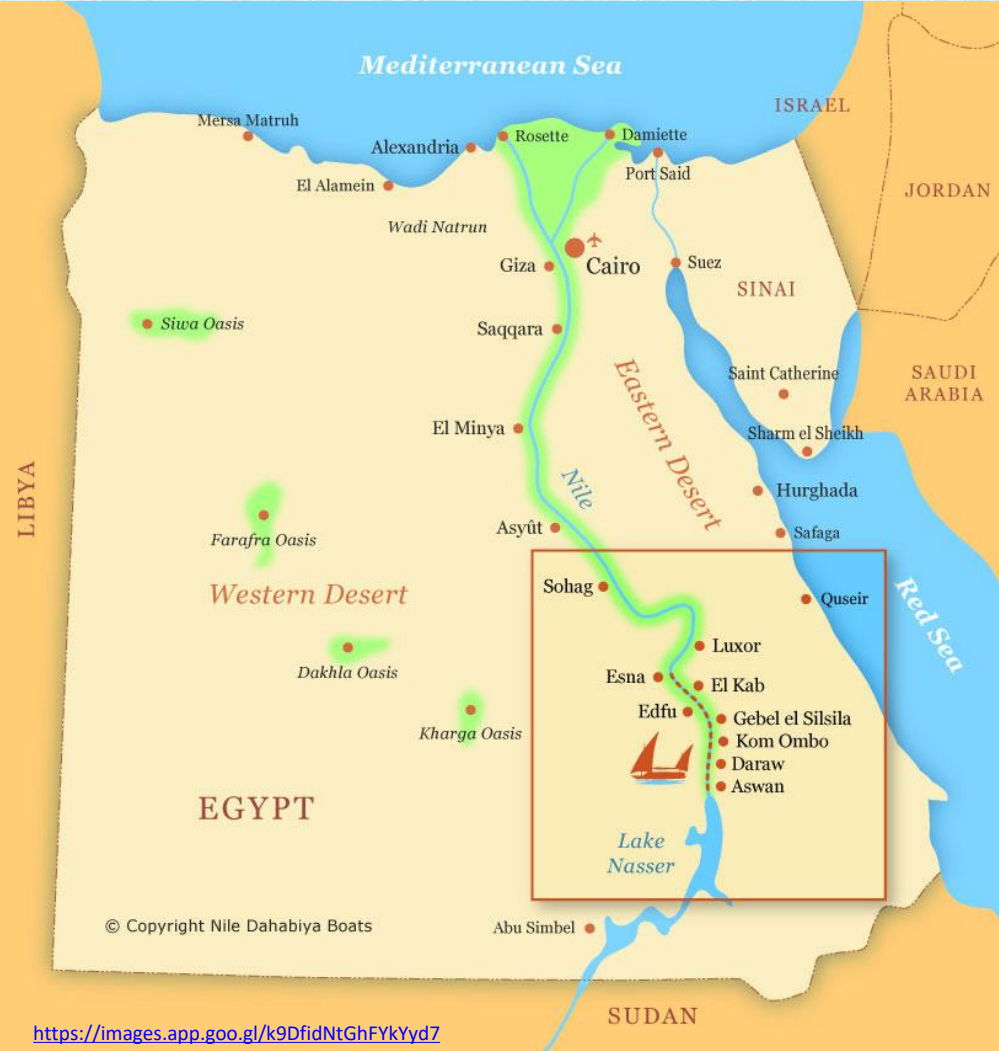 Mediterranean Sea
ISRAEL
Mersa Matruh
Rosette
Damiette
Alexandria
Port Said
El Alamein
JORDAN
Wadi Natrun
Giza
Cairo
Suez
SINAI
Siwa Oasis
Saqqara
Saint Catherine
SAUDI
ARABIA
Eastern Desert
El Minya
Sharm el Sheikh
LIBYA
Nile
Hurghada
Asyût
Safaga
Farafra Oasis
Western Desert
Sohag
Quseir
Red Sea
Luxor
Dakhla Oasis
Esna
El Kab
Edfu
Gebel el Silsila
Kharga Oasis
Kom Ombo
Daraw
Aswan
EGYPT
Lake
Nasser
© Copyright Nile Dahabiya Boats
Abu Simbel
SUDAN
https://images.app.goo.gl/k9DfidNtGhFYkYyd7